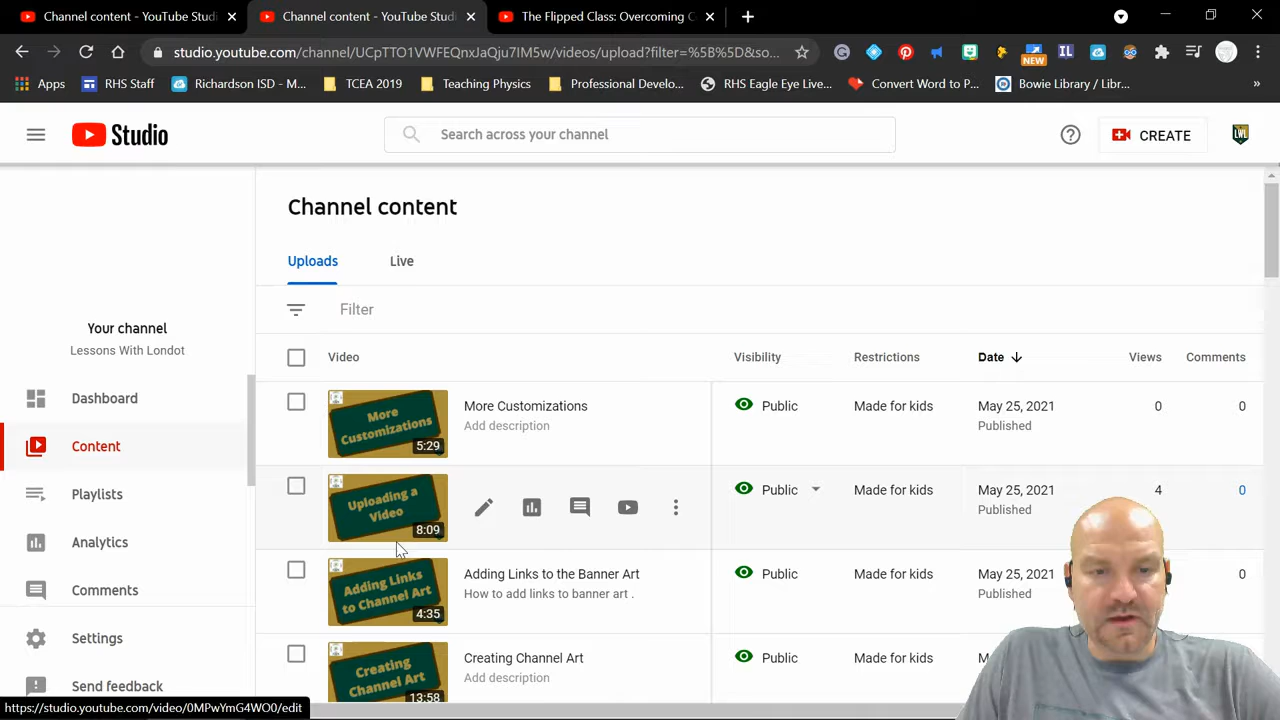 Channel content - YouTube Studi
Channel content - YouTube Studi
The Flipped Class: Overcoming C
studio.youtube.com/channel/UCpTTO1VWFEQnxJaQju7IM5w/videos/upload?filter=%5B%5D&so...
NEW
Apps
RHS Staff
Richardson ISD - M...
TCEA 2019
Teaching Physics
Professional Develo...
RHS Eagle Eye Live...
Convert Word to P...
Bowie Library / Libr...
Studio
Search across your channel
CREATE
LWL
Channel content
Uploads
Live
Filter
Your channel
Lessons With Londot
Dashboard
Content
Playlists
Analytics
Comments
Settings
Send feedback
Video
Visibility
Restrictions
Date
Views
Comments
More Customizations
5:29
More Customizations
Add description
Public
Made for kids
May 25, 2021
Published
0
0
Uploading a Video
8:09
Public
Made for kids
May 25, 2021
Published
4
0
Adding Links to Channel Art
4:35
Adding Links to the Banner Art
How to add links to banner art .
Public
Made for kids
May 25, 2021
Published
0
Creating Channel Art
13:58
Creating Channel Art
Add description
Public
Made for kids
https://studio.youtube.com/video/0MPwYmG4WO0/edit